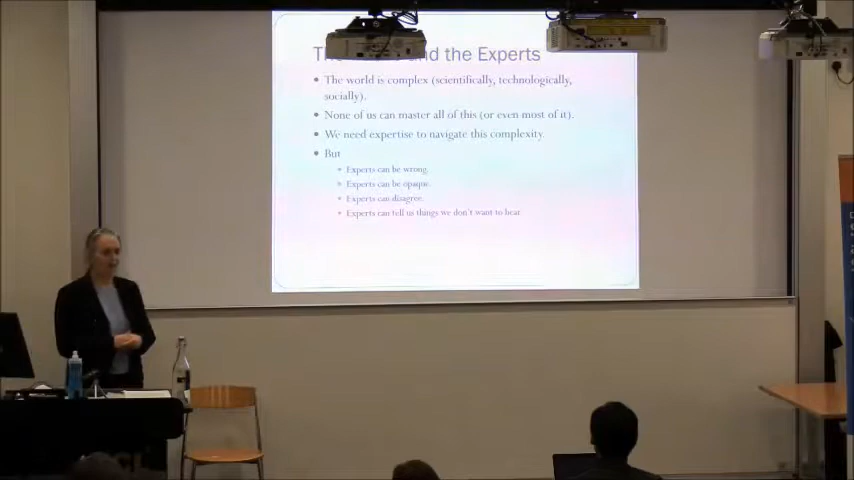 and the Experts
• The world is complex (scientifically, technologically,
socially).
• None of us can master all of this (or even most of it).
• We need expertise to navigate this complexity.
• But
• Experts can be wrong.
• Experts can be opaque.
• Experts can disagree.
• Experts can tell us things we don't want to hear